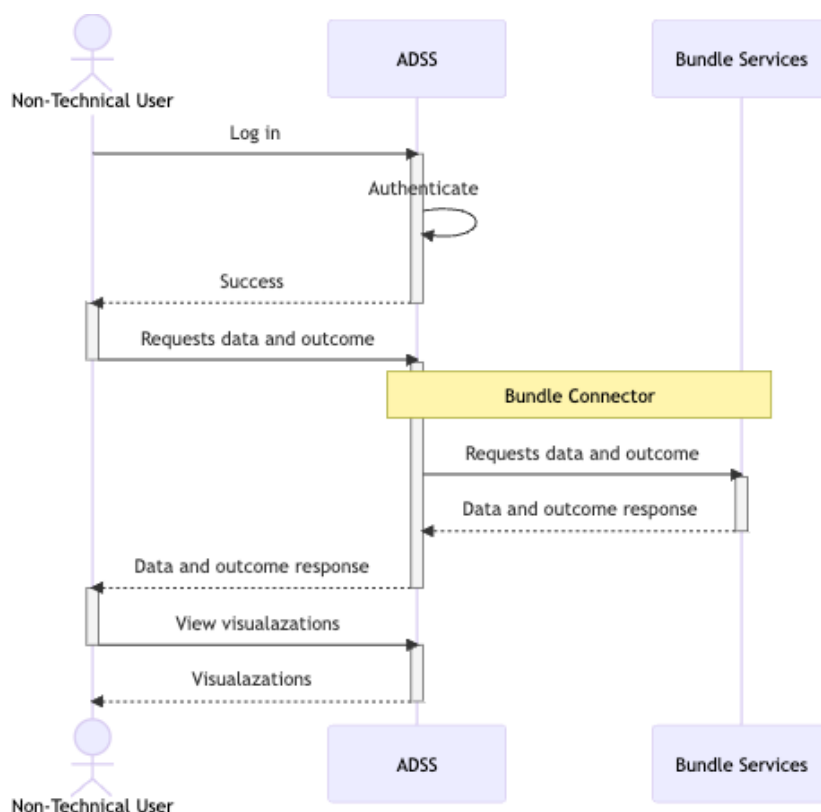 ADSS
Bundle Services
Non-Technical User
Log in
Authenticate
Success
Requests data and outcome
Bundle Connector
Requests data and outcome
Data and outcome response
Data and outcome response
View visualazations
Visualazations
ADSS
Bundle Services
Non-Technical User